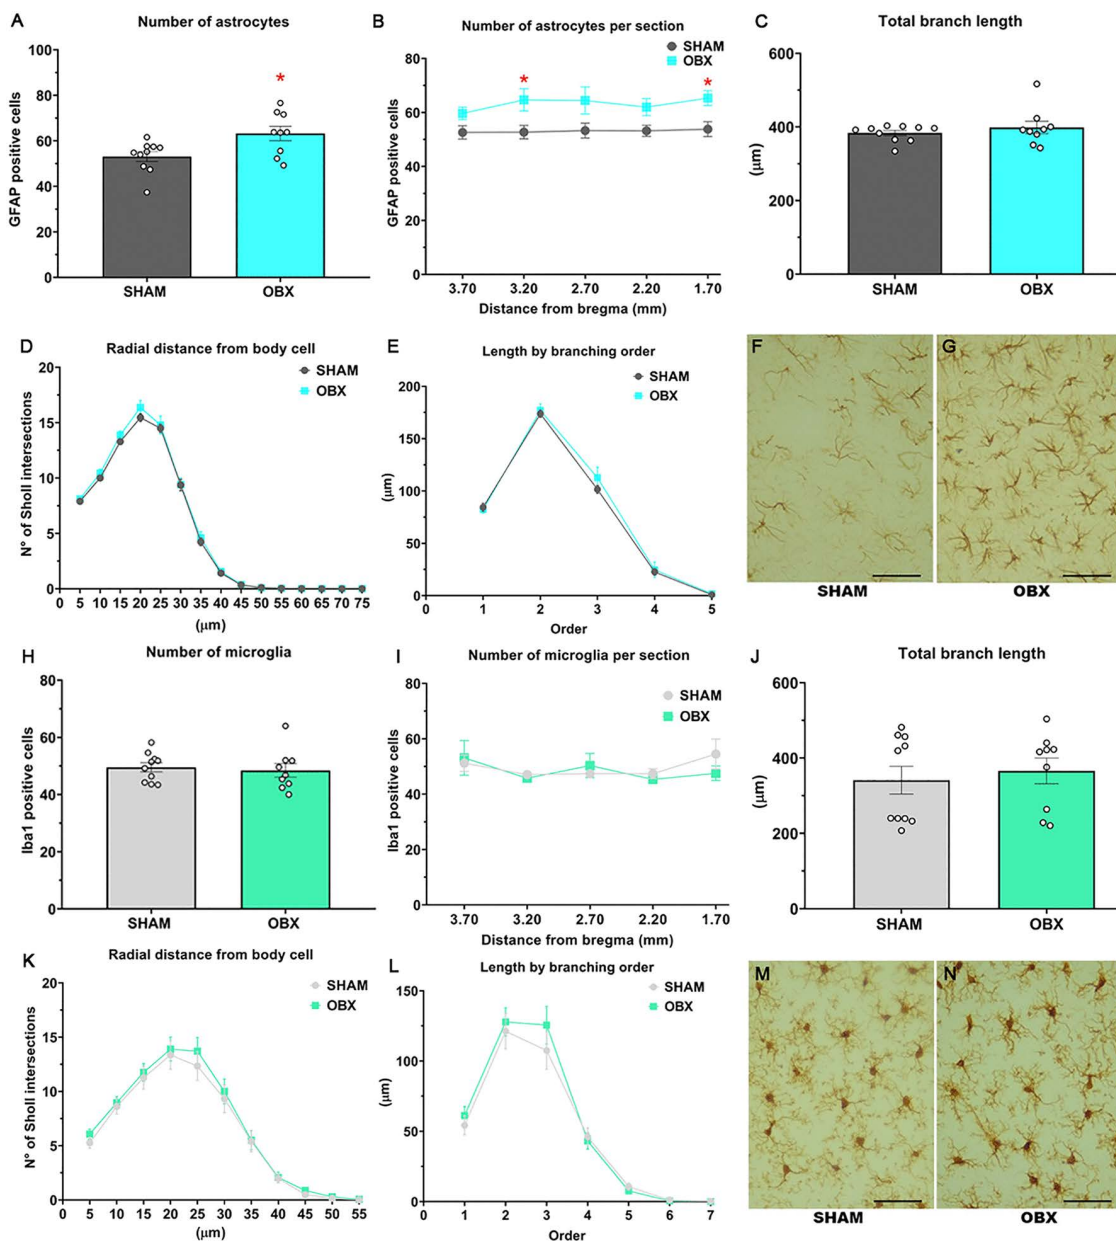 A
Number of astrocytes
GFAP positive cells
100
80
60
40
20
0
*
SHAM
OBX
B
Number of astrocytes per section
SHAM
OBX
GFAP positive cells
80
60
40
20
0
*
*
3.70
3.20
2.70
2.20
1.70
Distance from bregma (mm)
C
Total branch length
(µm)
600
400
200
0
SHAM
OBX
D
Radial distance from body cell
SHAM
OBX
N° of Sholl intersections
20
15
10
5
0
0 5 10 15 20 25 30 35 40 45 50 55 60 65 70 75
(µm)
E
Length by branching order
SHAM
OBX
(µm)
200
150
100
50
0
0 1 2 3 4 5
Order
F
SHAM
G
OBX
H
Number of microglia
Iba1 positive cells
80
60
40
20
0
SHAM
OBX
I
Number of microglia per section
SHAM
OBX
Iba1 positive cells
80
60
40
20
0
3.70
3.20
2.70
2.20
1.70
Distance from bregma (mm)
J
Total branch length
(µm)
600
400
200
0
SHAM
OBX
K
Radial distance from body cell
SHAM
OBX
N° of Sholl intersections
20
15
10
5
0
0 5 10 15 20 25 30 35 40 45 50 55
(µm)
L
Length by branching order
SHAM
OBX
(µm)
150
100
50
0
0 1 2 3 4 5 6 7
Order
M
SHAM
N
OBX